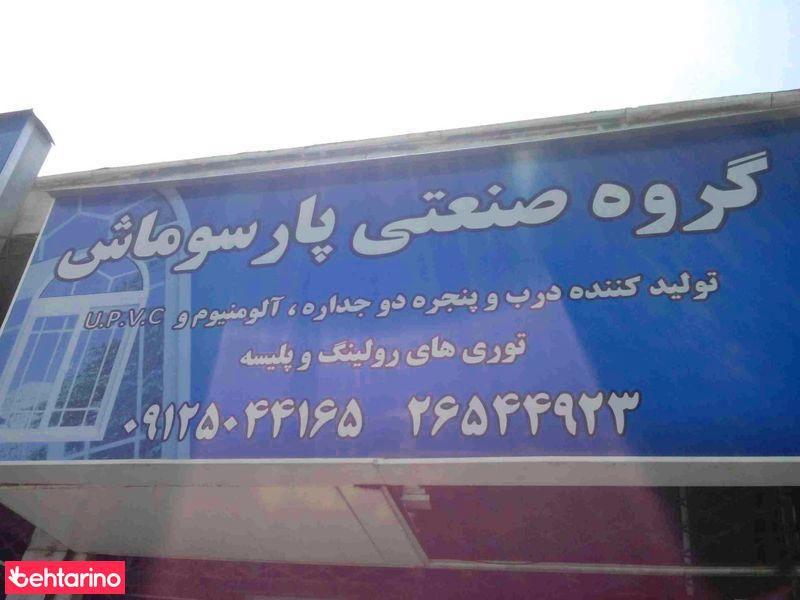 گروه صنعتی پارسوماش
تولید کننده درب و پنجره دو جداره ، آلومنیوم و U.P.V.C
توری های رولینگ و پلیسه
۰۹۱۲۵۰۴۴۱۶۵ ۲۶۵۴۴۹۲۳
behtarino